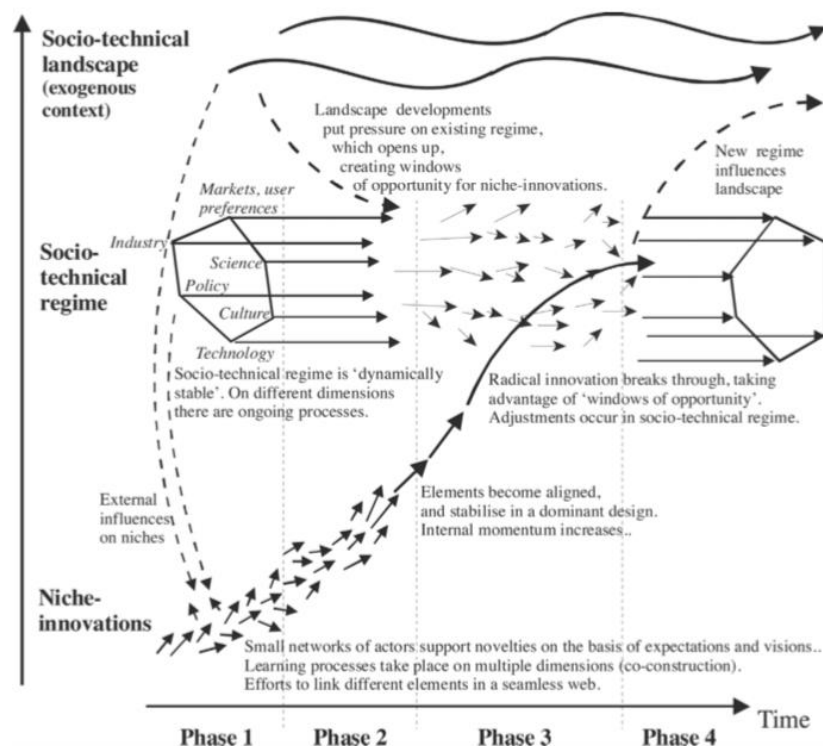 Socio-technical
landscape
(exogenous
context)
Landscape developments
put pressure on existing regime,
which opens up,
creating windows
of opportunity for niche-innovations.
New regime
influences
landscape
Markets, user
preferences
Industry
Science
Policy
Culture
Technology
Socio-
technical
regime
Socio-technical regime is ‘dynamically
stable’. On different dimensions
there are ongoing processes.
Radical innovation breaks through, taking
advantage of ‘windows of opportunity’.
Adjustments occur in socio-technical regime.
External
influences
on niches
Elements become aligned,
and stabilise in a dominant design.
Internal momentum increases..
Niche-
innovations
Small networks of actors support novelties on the basis of expectations and visions..
Learning processes take place on multiple dimensions (co-construction).
Efforts to link different elements in a seamless web.
Time
Phase 1
Phase 2
Phase 3
Phase 4